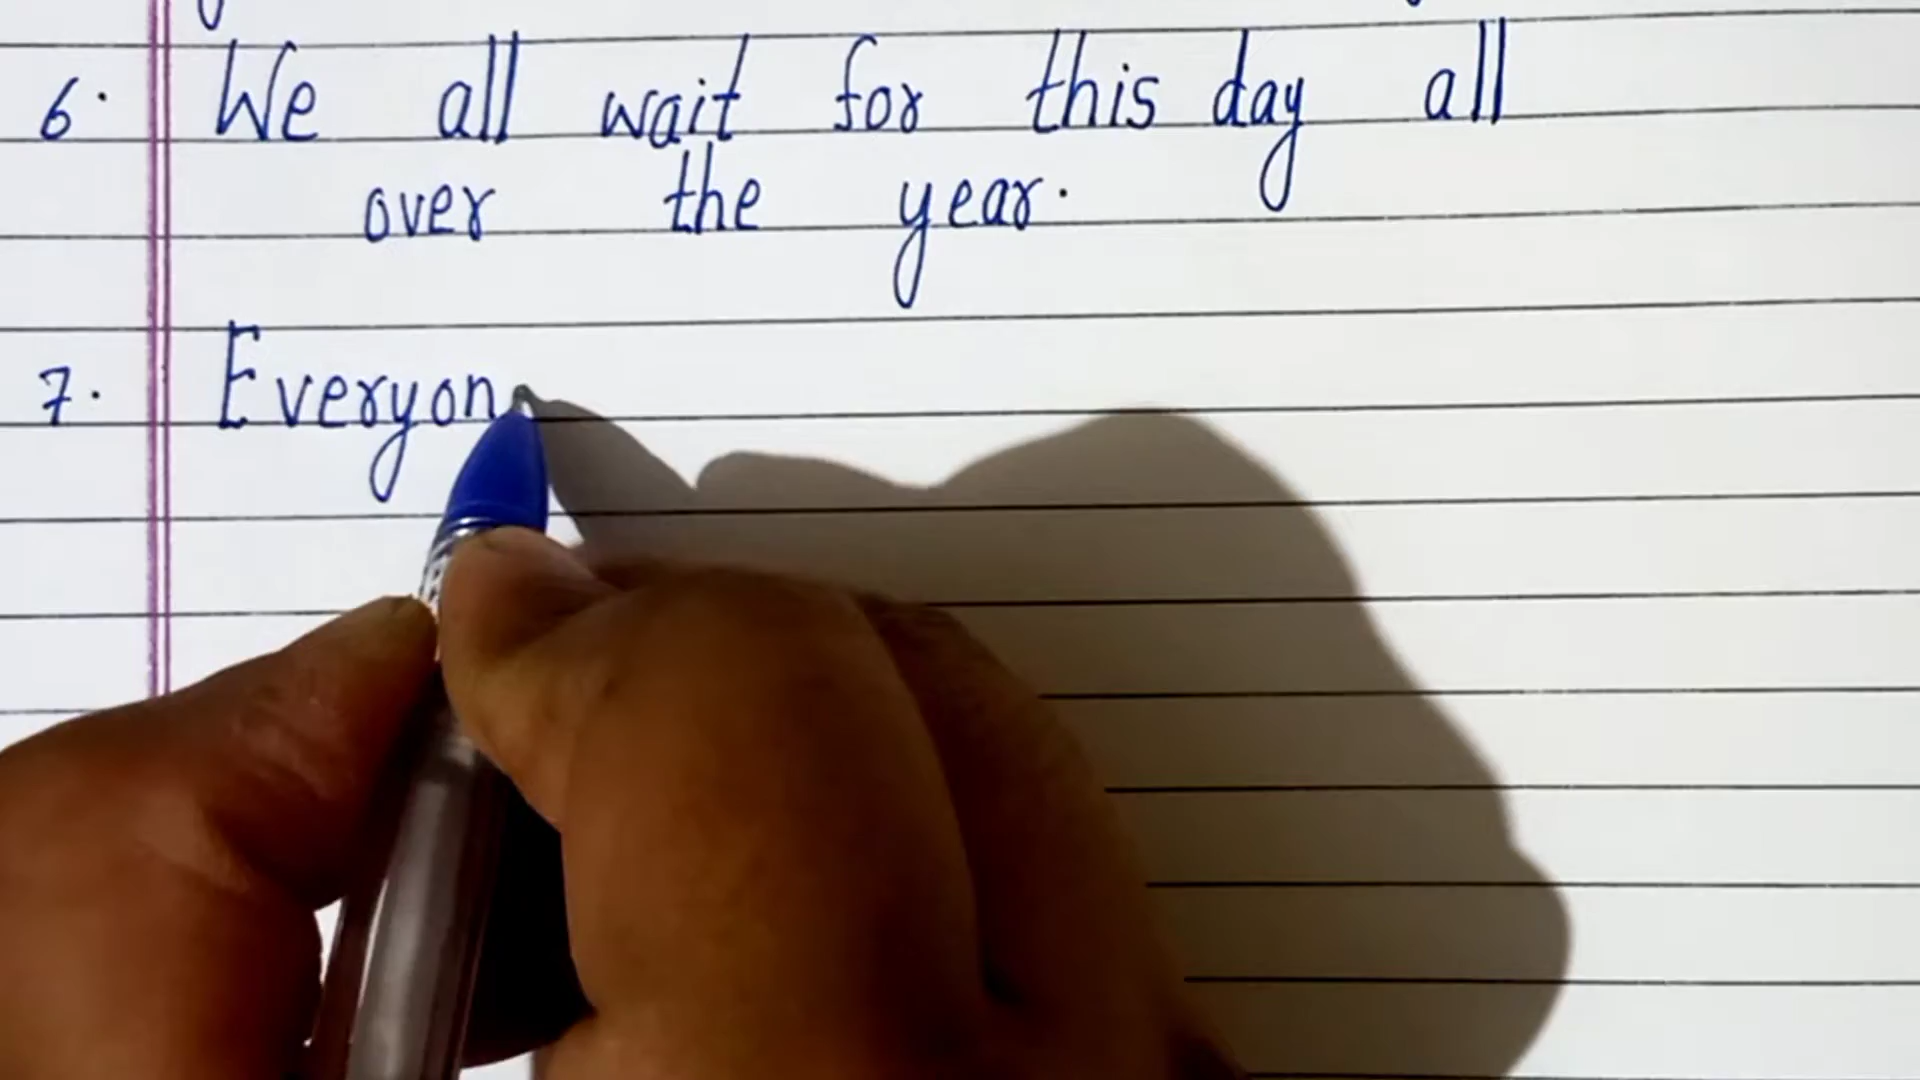 6. We all wait for this day all
over the year.
7. Everyon